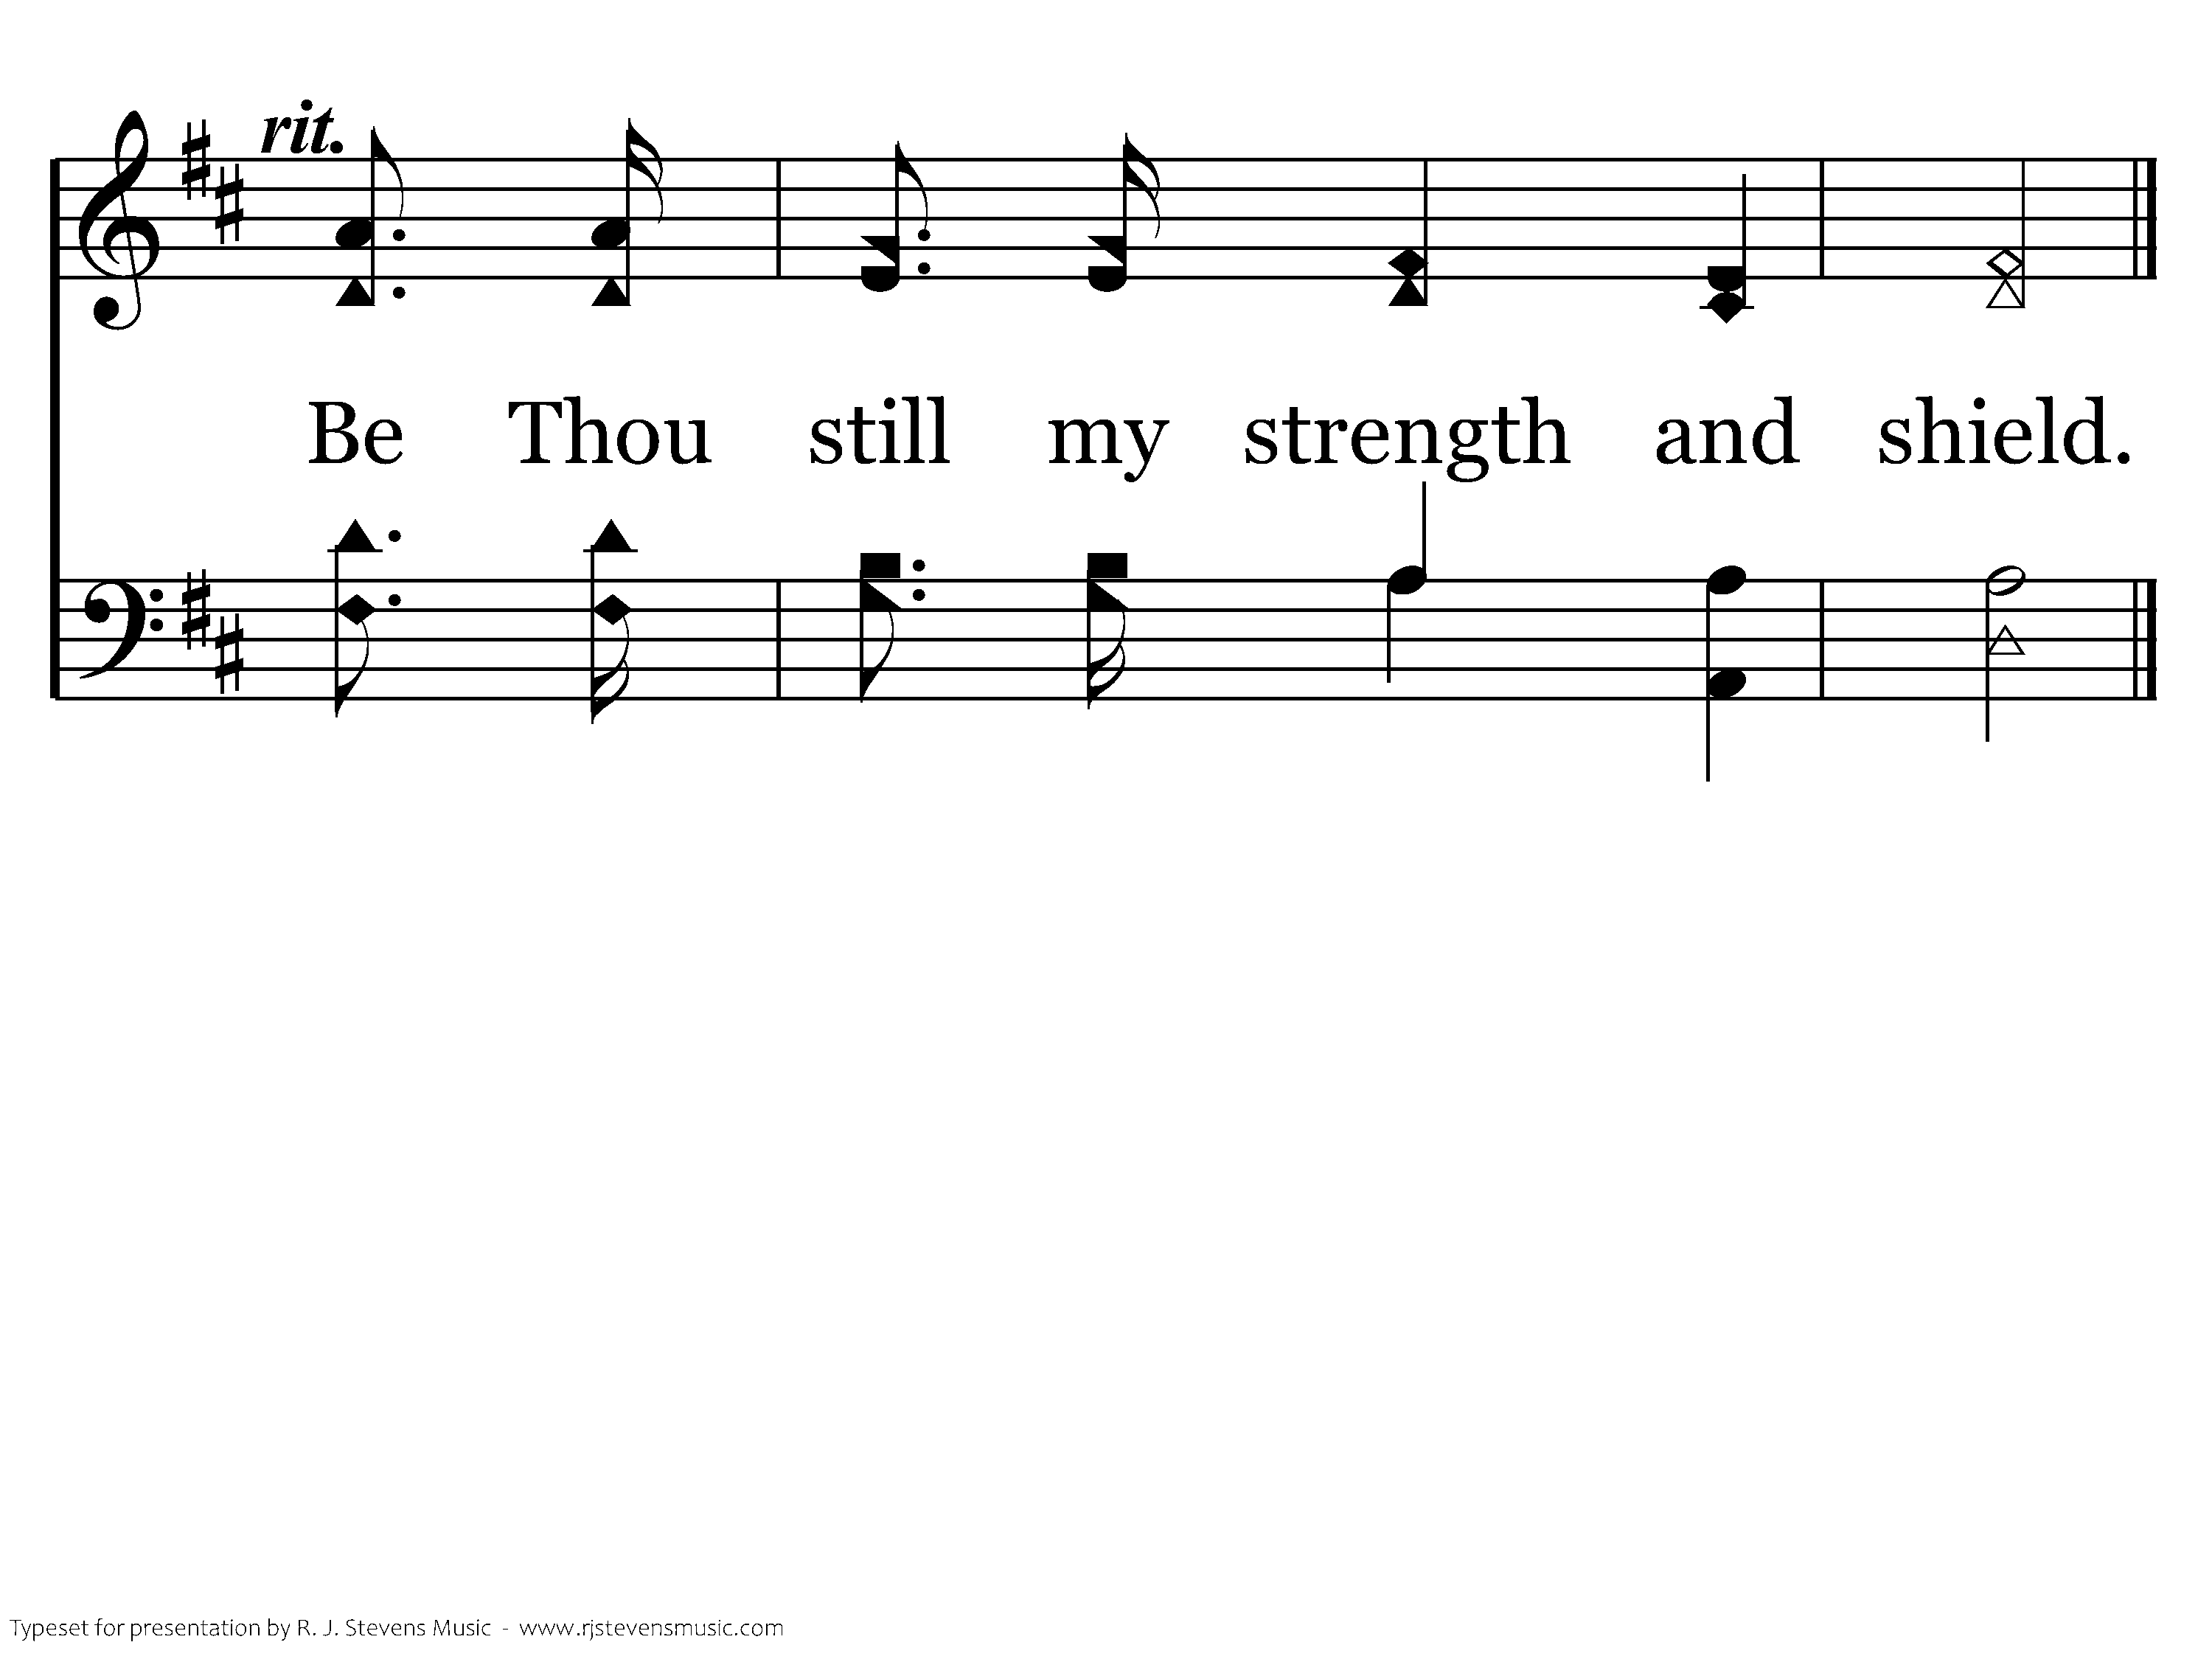 rit.
Be Thou still my strength and shield.
Typeset for presentation by R. J. Stevens Music - www.rjstevensmusic.com